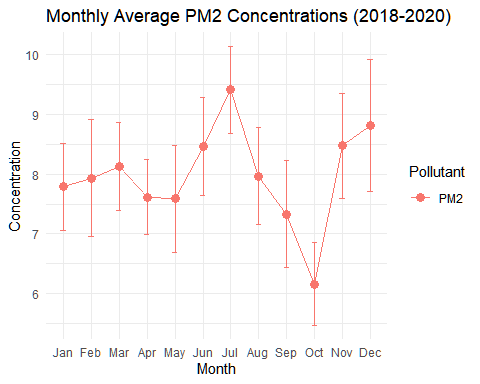 Monthly Average PM2 Concentrations (2018-2020)
10
9
8
7
6
Concentration
Jan Feb Mar Apr May Jun Jul Aug Sep Oct Nov Dec
Month
Pollutant
PM2